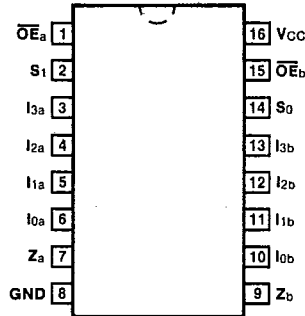 OEa 1 16 VCC
S1 2 15 OEb
I3a 3 14 S0
I2a 4 13 I3b
I1a 5 12 I2b
I0a 6 11 I1b
Za 7 10 I0b
GND 8 9 Zb